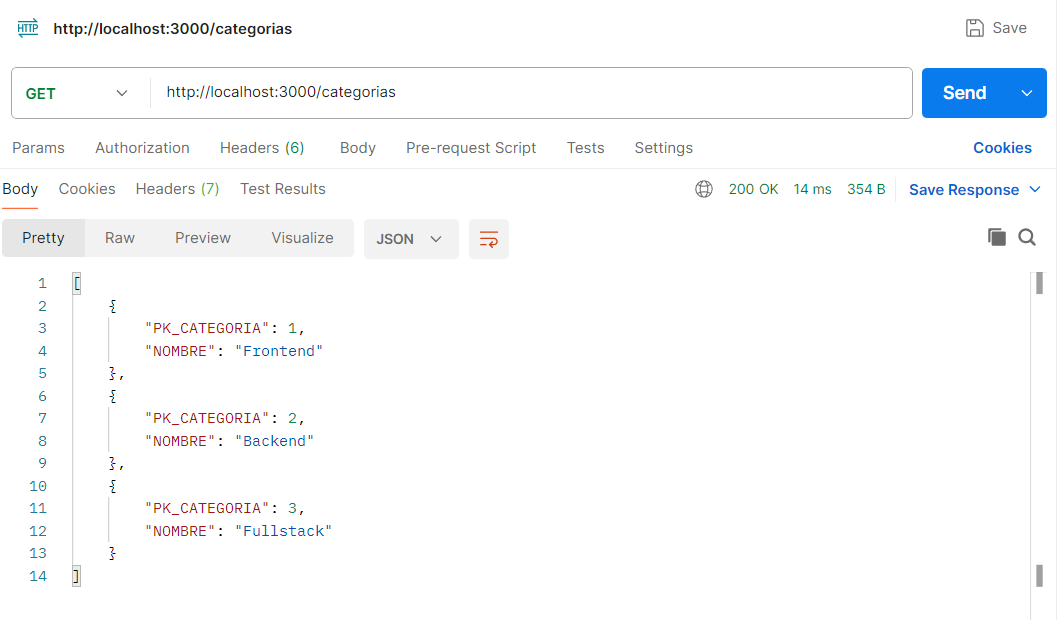 HTTP http://localhost:3000/categorias Save
GET http://localhost:3000/categorias Send
Params Authorization Headers (6) Body Pre-request Script Tests Settings Cookies
Body Cookies Headers (7) Test Results 200 OK 14 ms 354 B Save Response
Pretty Raw Preview Visualize JSON
1 [
2 {
3 "PK_CATEGORIA": 1,
4 "NOMBRE": "Frontend"
5 },
6 {
7 "PK_CATEGORIA": 2,
8 "NOMBRE": "Backend"
9 },
10 {
11 "PK_CATEGORIA": 3,
12 "NOMBRE": "Fullstack"
13 }
14 ]